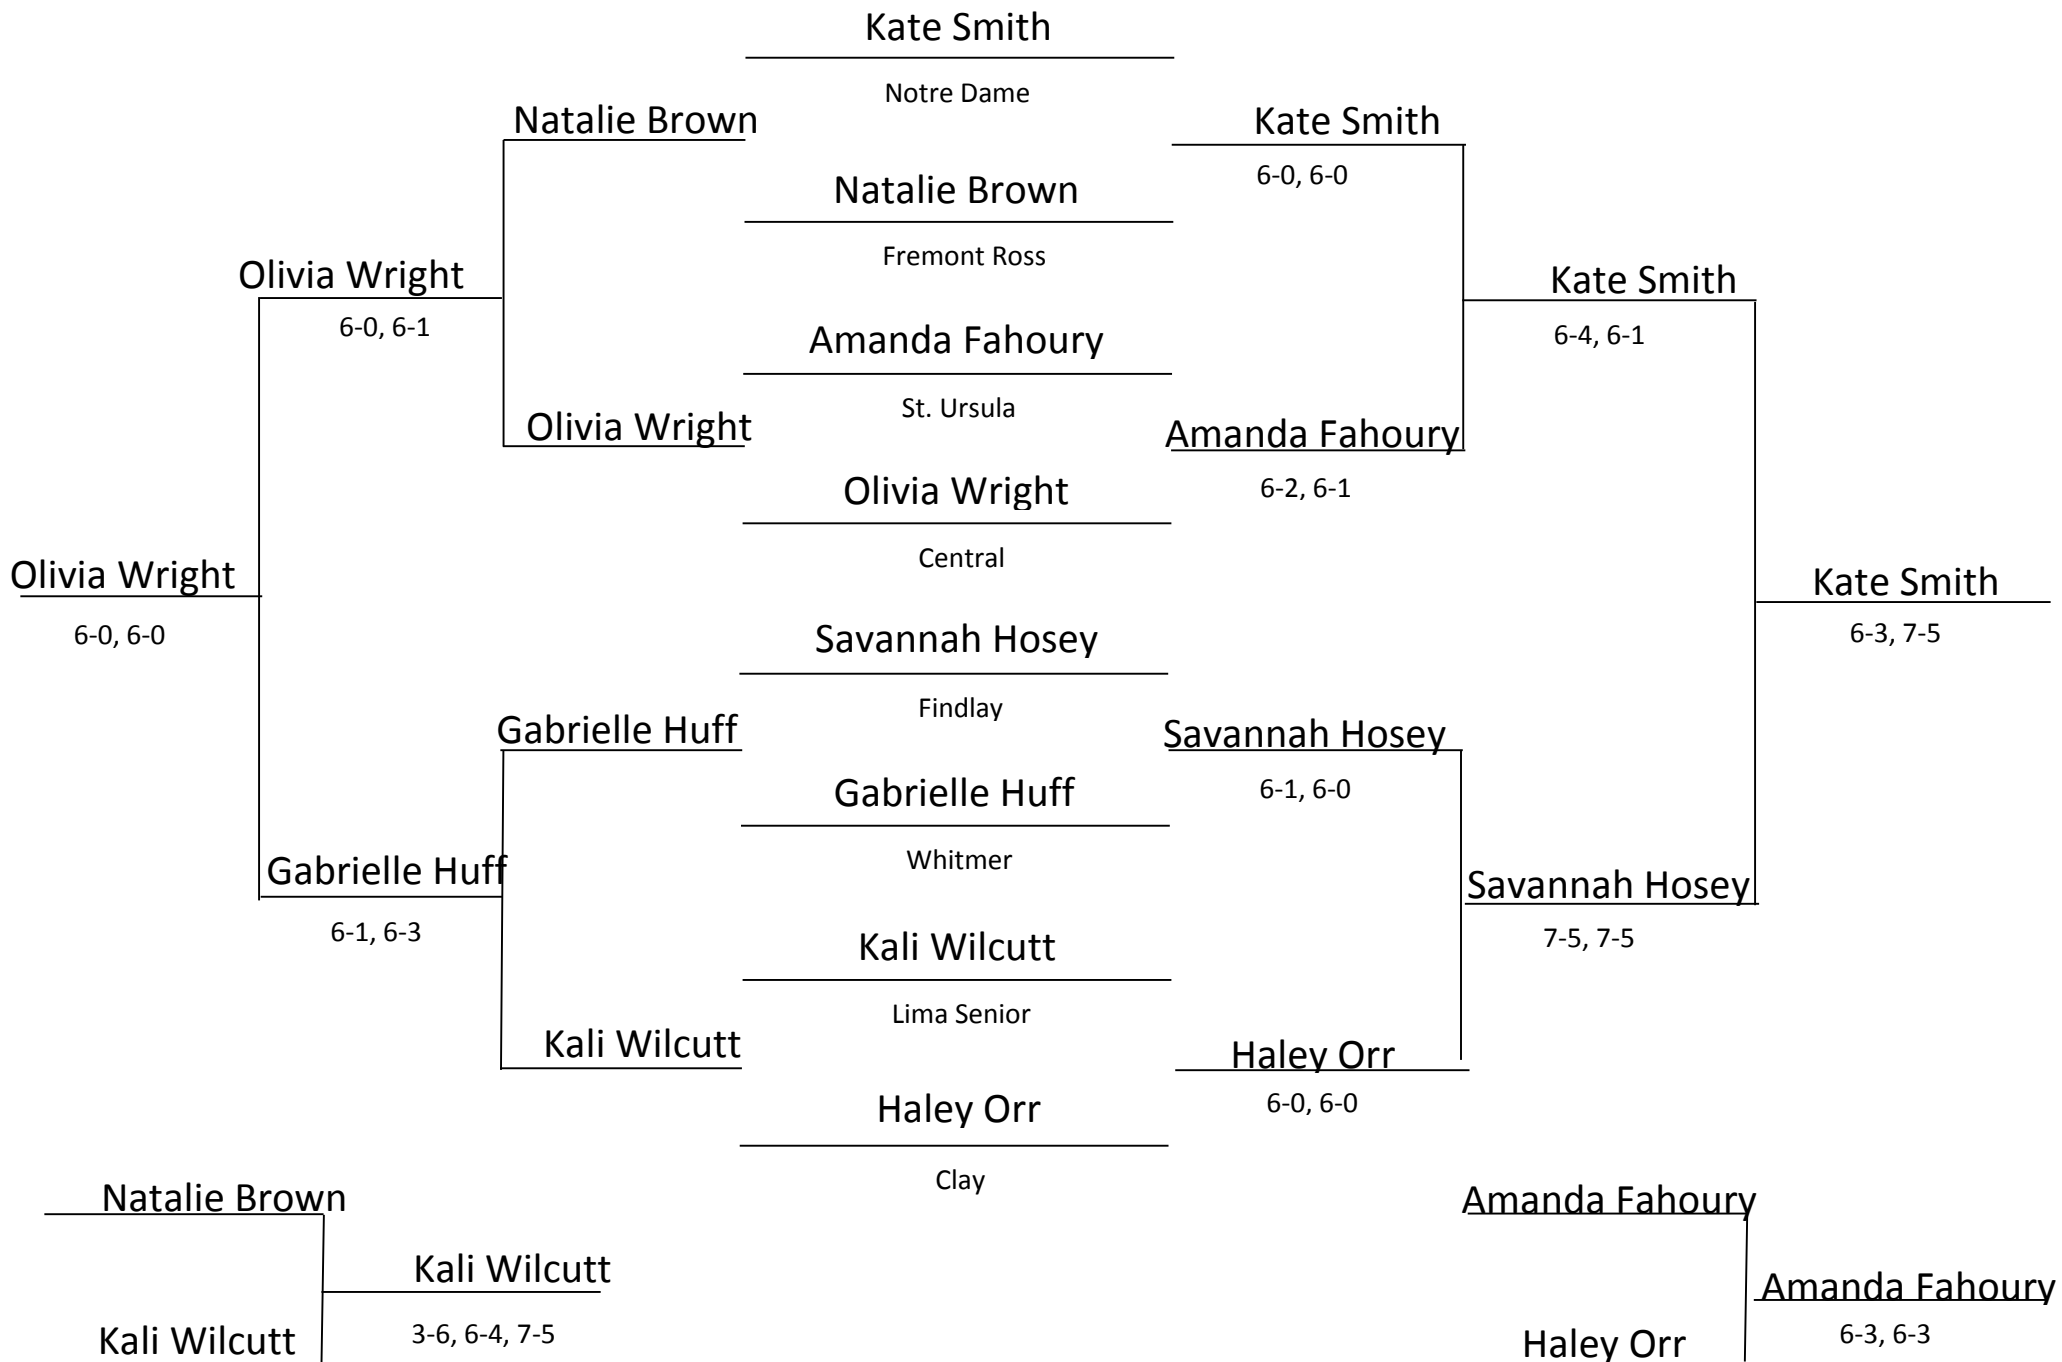 Kate Smith
Notre Dame
Natalie Brown
Kate Smith
6-0, 6-0
Natalie Brown
Fremont Ross
Olivia Wright
6-0, 6-1
Kate Smith
6-4, 6-1
Amanda Fahoury
St. Ursula
Olivia Wright
Amanda Fahoury
6-2, 6-1
Olivia Wright
Central
Olivia Wright
6-0, 6-0
Kate Smith
6-3, 7-5
Savannah Hosey
Findlay
Gabrielle Huff
Savannah Hosey
6-1, 6-0
Gabrielle Huff
Whitmer
Gabrielle Huff
6-1, 6-3
Savannah Hosey
7-5, 7-5
Kali Wilcutt
Lima Senior
Kali Wilcutt
Haley Orr
6-0, 6-0
Haley Orr
Clay
Natalie Brown
Kali Wilcutt
3-6, 6-4, 7-5
Kali Wilcutt
Amanda Fahoury
Amanda Fahoury
6-3, 6-3
Haley Orr